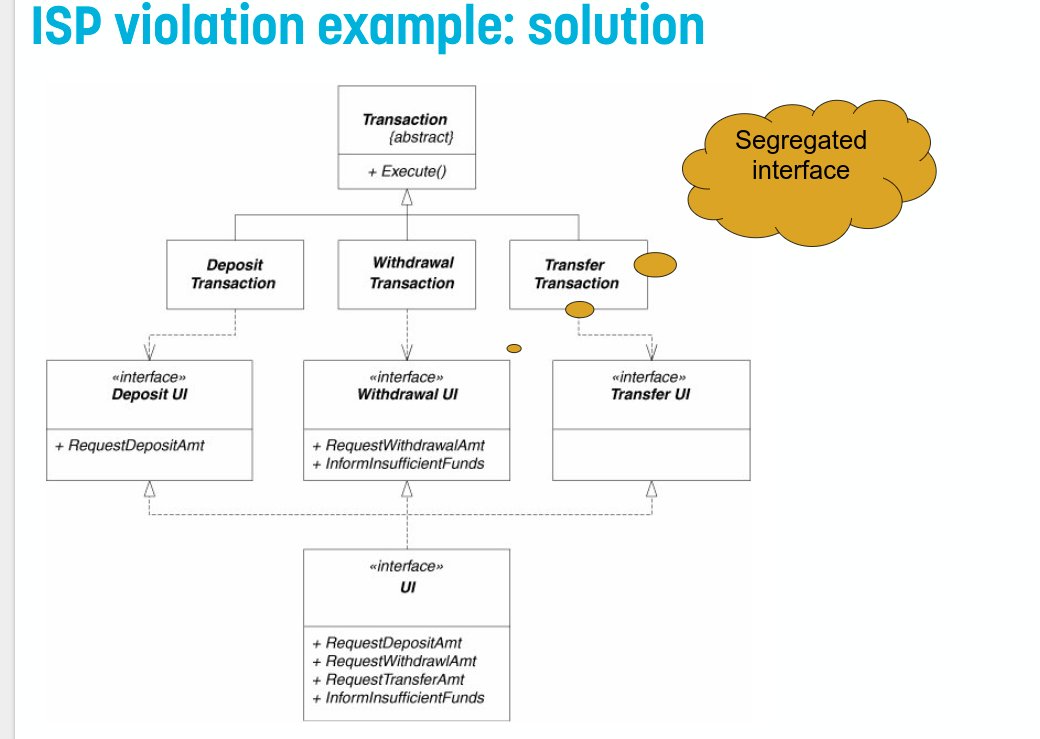 ISP violation example: solution
Transaction
{abstract}
+ Execute()
Segregated
interface
Deposit
Transaction
Withdrawal
Transaction
Transfer
Transaction
«interface»
Deposit UI
+ RequestDepositAmt
«interface»
Withdrawal UI
+ RequestWithdrawalAmt
+ InformInsufficientFunds
«interface»
Transfer UI
«interface»
UI
+ RequestDepositAmt
+ RequestWithdrawlAmt
+ RequestTransferAmt
+ InformInsufficientFunds